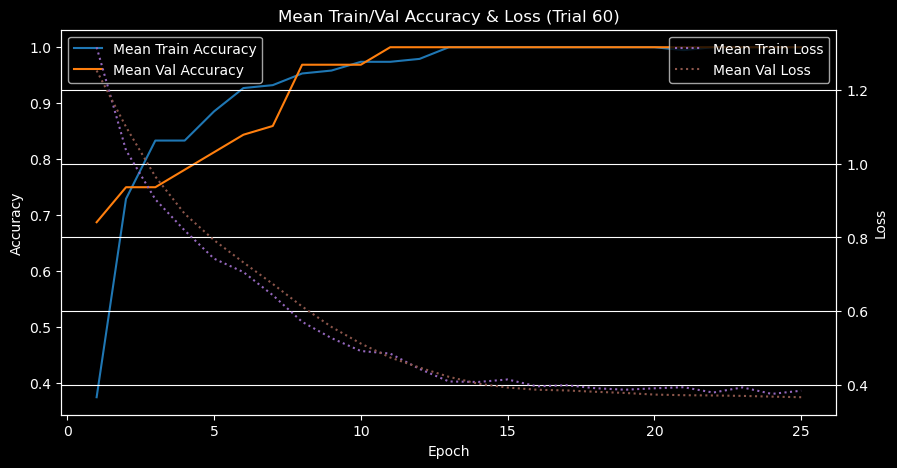 Mean Train/Val Accuracy & Loss (Trial 60)
Mean Train Accuracy
Mean Val Accuracy
Mean Train Loss
Mean Val Loss
1.0
0.9
0.8
0.7
0.6
0.5
0.4
Accuracy
1.2
1.0
0.8
0.6
0.4
Loss
0
5
10
15
20
25
Epoch